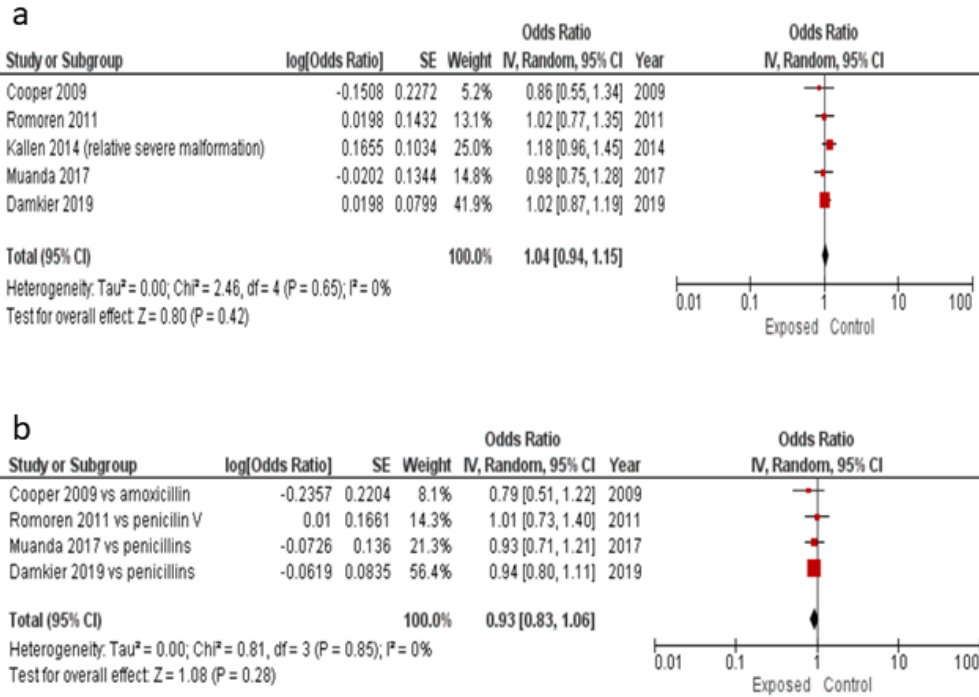 a
Odds Ratio Odds Ratio
Study or Subgroup log[Odds Ratio] SE Weight IV, Random, 95% CI Year IV, Random, 95% CI
Cooper 2009 -0.1508 0.2272 5.2% 0.86 [0.55, 1.34] 2009
Romoren 2011 0.0198 0.1432 13.1% 1.02 [0.77, 1.35] 2011
Kallen 2014 (relative severe malformation) 0.1655 0.1034 25.0% 1.18 [0.96, 1.45] 2014
Muanda 2017 -0.0202 0.1344 14.8% 0.98 [0.75, 1.28] 2017
Damkier 2019 0.0198 0.0799 41.9% 1.02 [0.87, 1.19] 2019
Total (95% CI) 100.0% 1.04 [0.94, 1.15]
Heterogeneity: Tau² = 0.00; Chi² = 2.46, df = 4 (P = 0.65); I² = 0%
Test for overall effect: Z = 0.80 (P = 0.42)
0.01 0.1 1 10 100
Exposed Control
b
Odds Ratio Odds Ratio
Study or Subgroup log[Odds Ratio] SE Weight IV, Random, 95% CI Year IV, Random, 95% CI
Cooper 2009 vs amoxicillin -0.2357 0.2204 8.1% 0.79 [0.51, 1.22] 2009
Romoren 2011 vs penicilin V 0.01 0.1661 14.3% 1.01 [0.73, 1.40] 2011
Muanda 2017 vs penicillins -0.0726 0.136 21.3% 0.93 [0.71, 1.21] 2017
Damkier 2019 vs penicillins -0.0619 0.0835 56.4% 0.94 [0.80, 1.11] 2019
Total (95% CI) 100.0% 0.93 [0.83, 1.06]
Heterogeneity: Tau² = 0.00; Chi² = 0.81, df = 3 (P = 0.85); I² = 0%
Test for overall effect: Z = 1.08 (P = 0.28)
0.01 0.1 1 10 100
Exposed Control